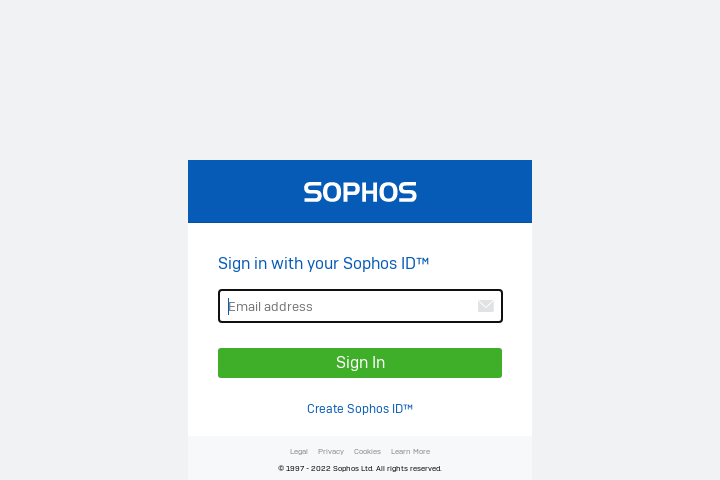 SOPHOS
Sign in with your Sophos ID™
Email address
Sign In
Create Sophos ID™
Legal Privacy Cookies Learn More
© 1997 - 2022 Sophos Ltd. All rights reserved.